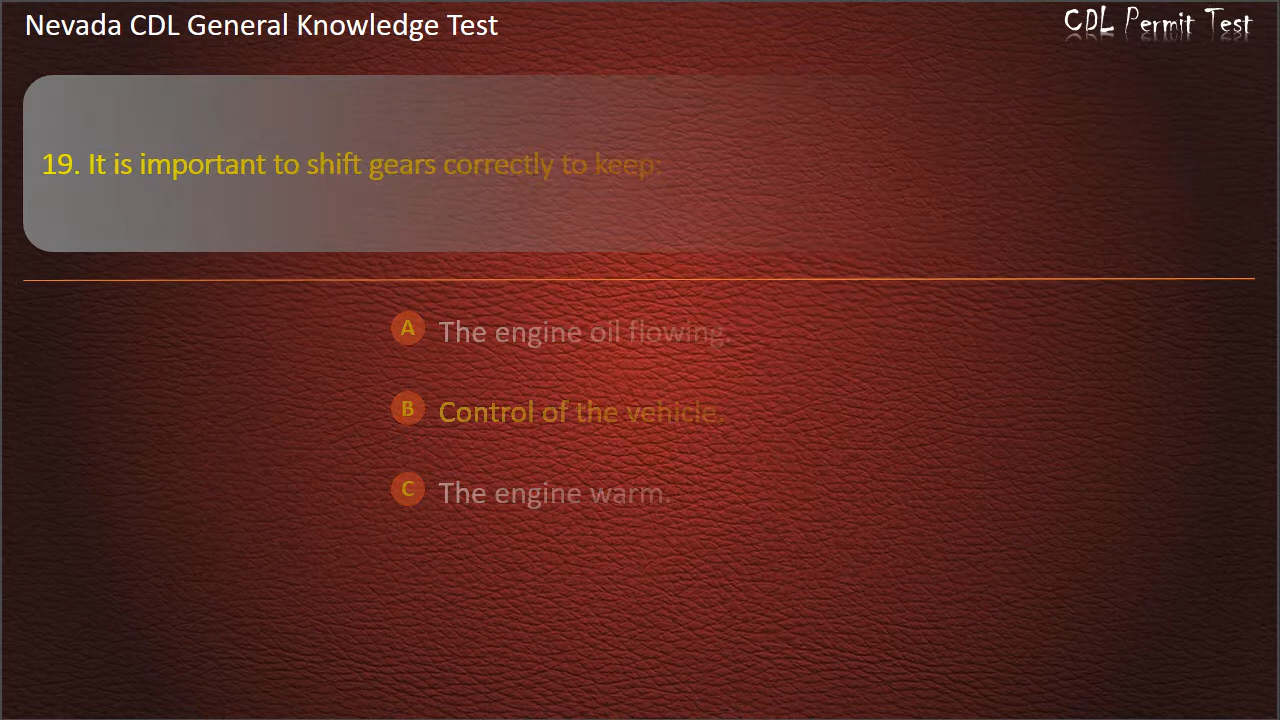 Nevada CDL General Knowledge Test
CDL Permit Test
19. It is important to shift gears correctly to keep:
A The engine oil flowing.
B Control of the vehicle.
C The engine warm.